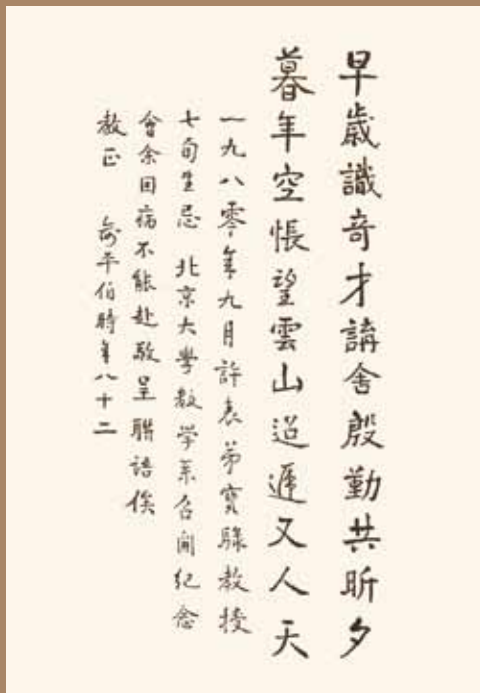 早歲識奇才講舍殷勤共昕夕
暮年空悵望雲山迢遞又人天
一九八零年九月許表弟寶騄教授
七旬生忌 北京大學數学系召開紀念
會余因病不能赴敬呈聯語俟
教正 俞平伯時年八十二